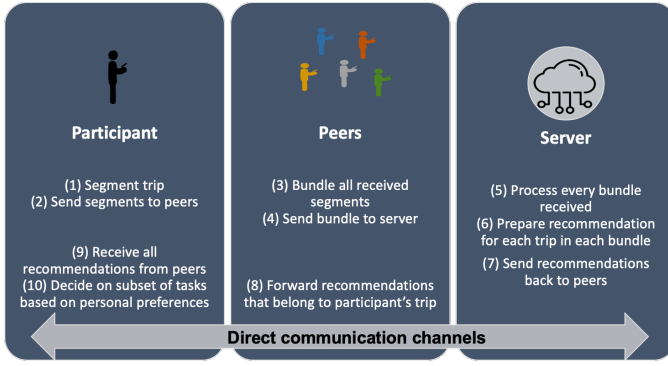 Participant
(1) Segment trip
(2) Send segments to peers
(9) Receive all
recommendations from peers
(10) Decide on subset of tasks
based on personal preferences
Peers
(3) Bundle all received
segments
(4) Send bundle to server
(8) Forward recommendations
that belong to participant's trip
Server
(5) Process every bundle
received
(6) Prepare recommendation
for each trip in each bundle
(7) Send recommendations
back to peers
Direct communication channels